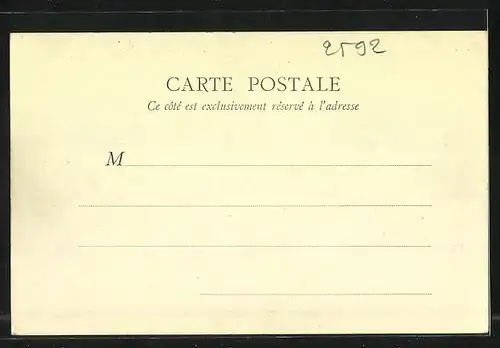 2592
CARTE POSTALE
Ce côté est exclusivement réservé à l'adresse
M